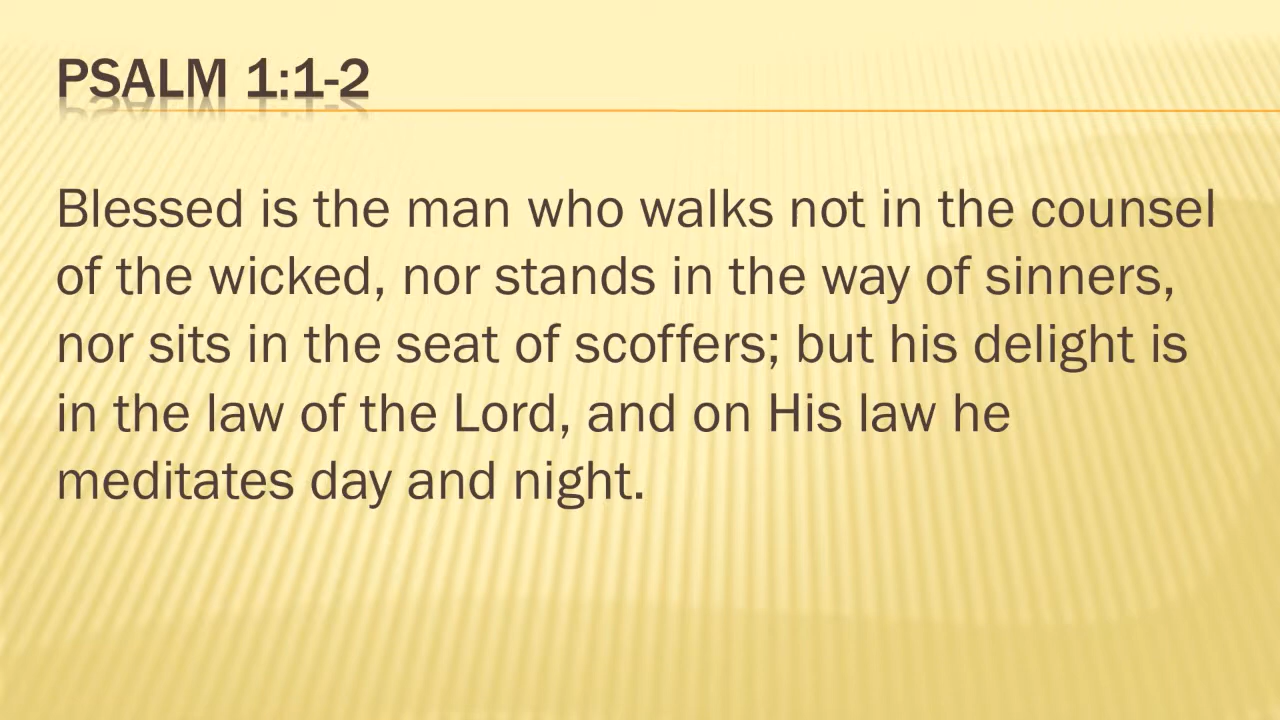 PSALM 1:1-2
Blessed is the man who walks not in the counsel
of the wicked, nor stands in the way of sinners,
nor sits in the seat of scoffers; but his delight is
in the law of the Lord, and on His law he
meditates day and night.